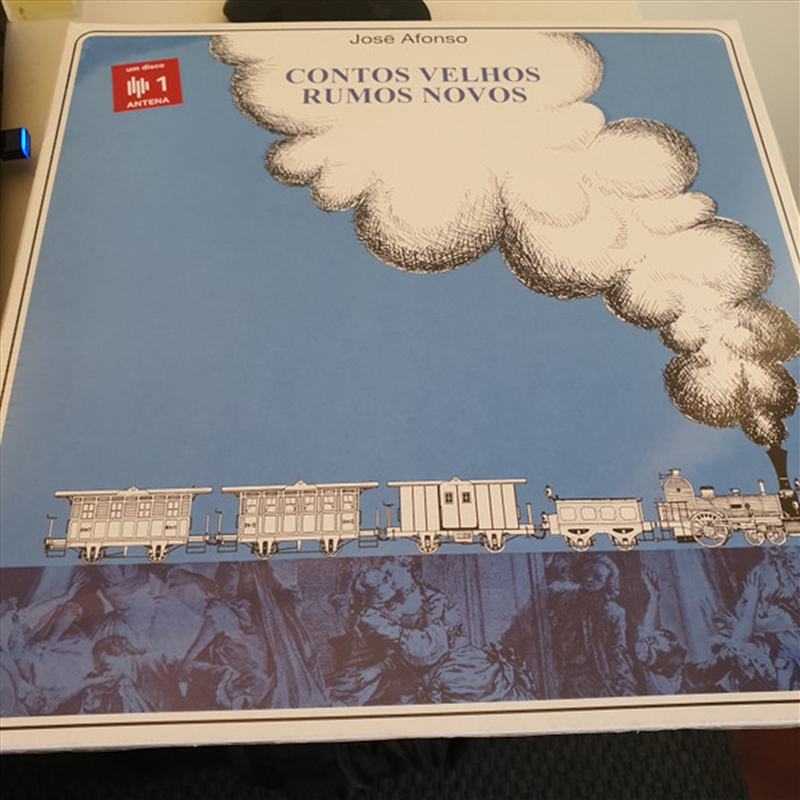 José Afonso
CONTOS VELHOS
RUMOS NOVOS
um disco
1
ANTENA